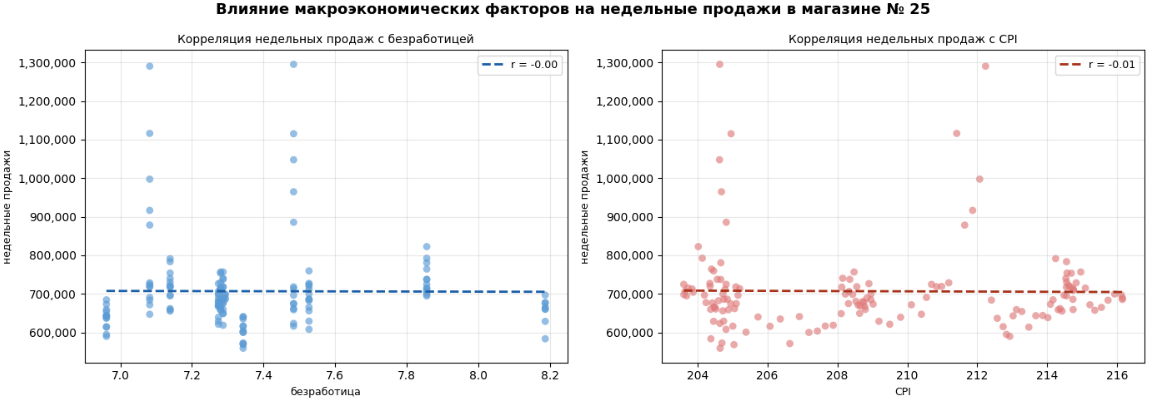 Влияние макроэкономических факторов на недельные продажи в магазине № 25
Корреляция недельных продаж с безработицей
r = -0.00
1,300,000
1,200,000
1,100,000
1,000,000
900,000
800,000
700,000
600,000
недельные продажи
7.0 7.2 7.4 7.6 7.8 8.0 8.2
безработица
Корреляция недельных продаж с CPI
r = -0.01
1,300,000
1,200,000
1,100,000
1,000,000
900,000
800,000
700,000
600,000
недельные продажи
204 206 208 210 212 214 216
CPI